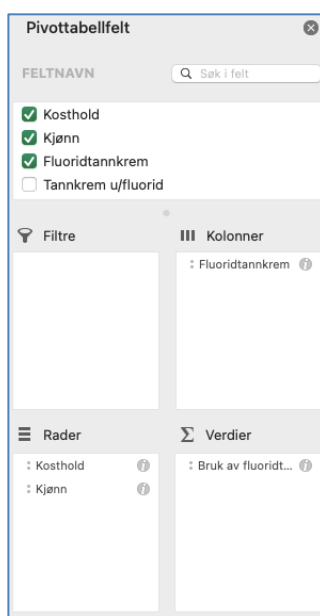 Pivottabellfelt
FELTNAVN
Søk i felt
Kosthold
Kjønn
Fluoridtannkrem
Tannkrem u/fluorid
Filtre
Kolonner
Fluoridtannkrem
Rader
Verdier
Kosthold
Bruk av fluoridt...
Kjønn